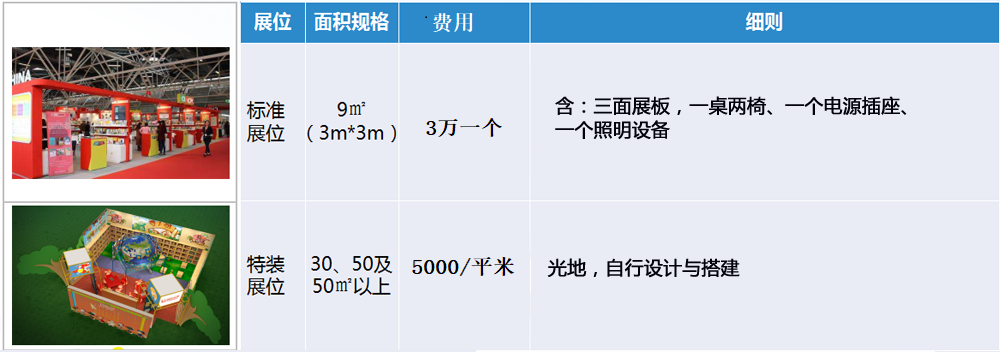 展位 面积规格 费用 细则
HINA
标准
展位
9㎡
（3m*3m）
3万一个
含：三面展板，一桌两椅、一个电源插座、
一个照明设备
特装
展位
30、50及
50㎡以上
5000/平米
光地，自行设计与搭建